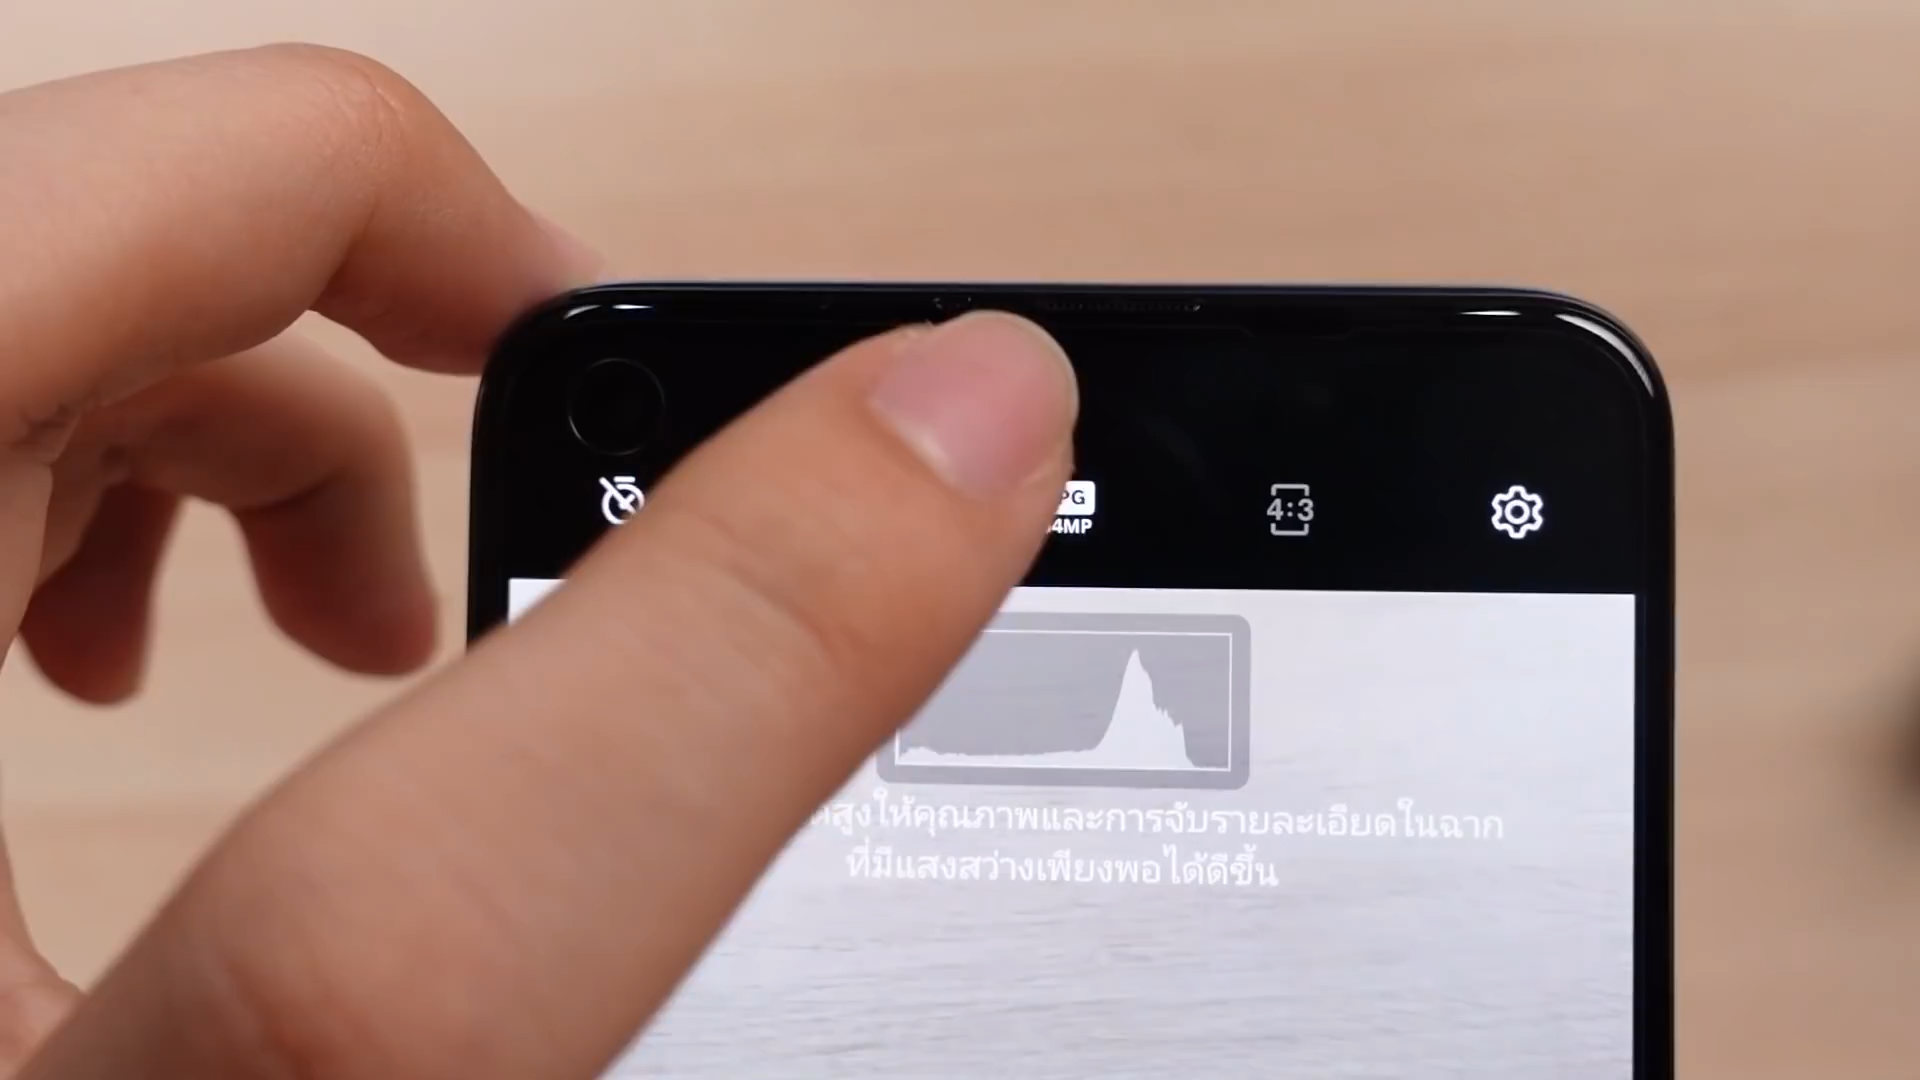 4:3
สูงให้คุณภาพและการจับรายละเอียดในฉาก
ที่มีแสงสว่างเพียงพอได้ดีขึ้น